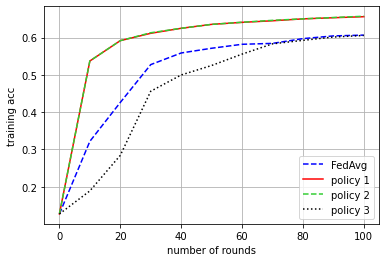 training acc
0.6
0.5
0.4
0.3
0.2
0
20
40
60
80
100
number of rounds
FedAvg
policy 1
policy 2
policy 3